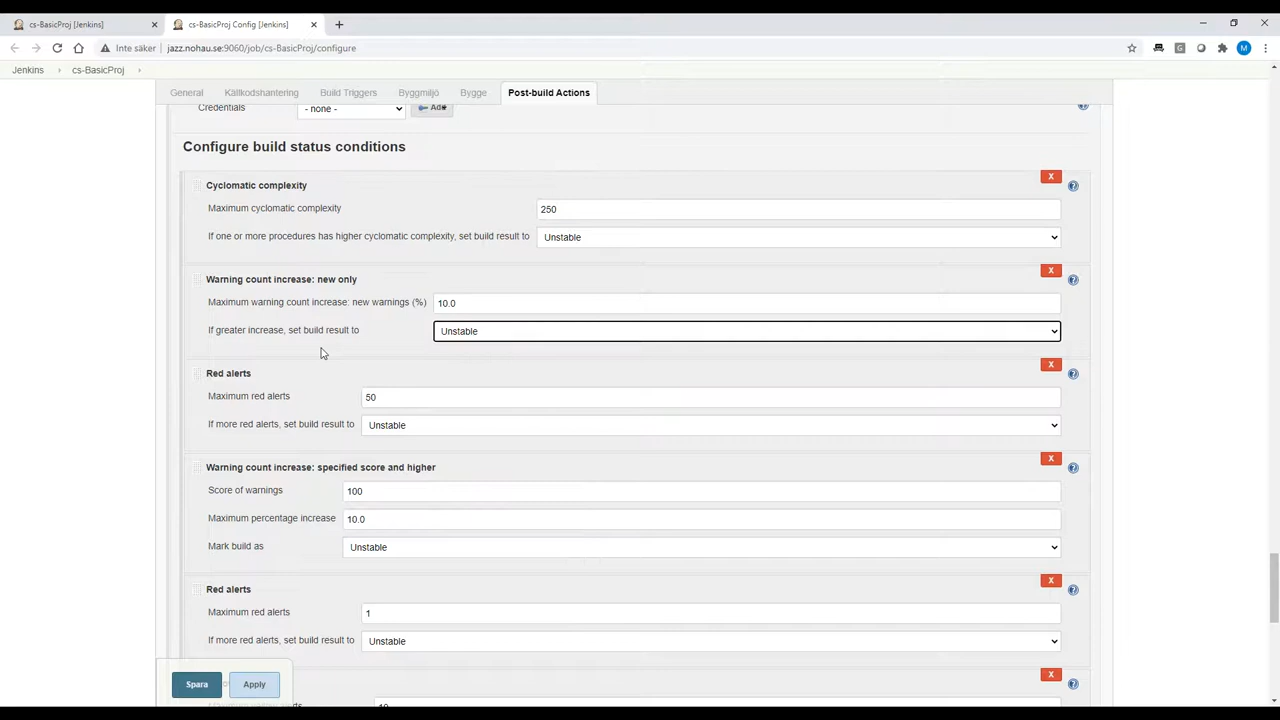 cs-BasicProj [Jenkins]
cs-BasicProj Config [Jenkins]
Inte säker
jazz.nohau.se:9060/job/cs-BasicProj/configure
M
Jenkins
cs-BasicProj
General
Källkodshantering
Build Triggers
Byggmiljö
Bygge
Post-build Actions
Credentials
- none -
Add
Configure build status conditions
X
Cyclomatic complexity
Maximum cyclomatic complexity
250
If one or more procedures has higher cyclomatic complexity, set build result to
Unstable
X
Warning count increase: new only
Maximum warning count increase: new warnings (%)
10.0
If greater increase, set build result to
Unstable
X
Red alerts
Maximum red alerts
50
If more red alerts, set build result to
Unstable
X
Warning count increase: specified score and higher
Score of warnings
100
Maximum percentage increase
10.0
Mark build as
Unstable
X
Red alerts
Maximum red alerts
1
If more red alerts, set build result to
Unstable
X
Spara
Apply
10